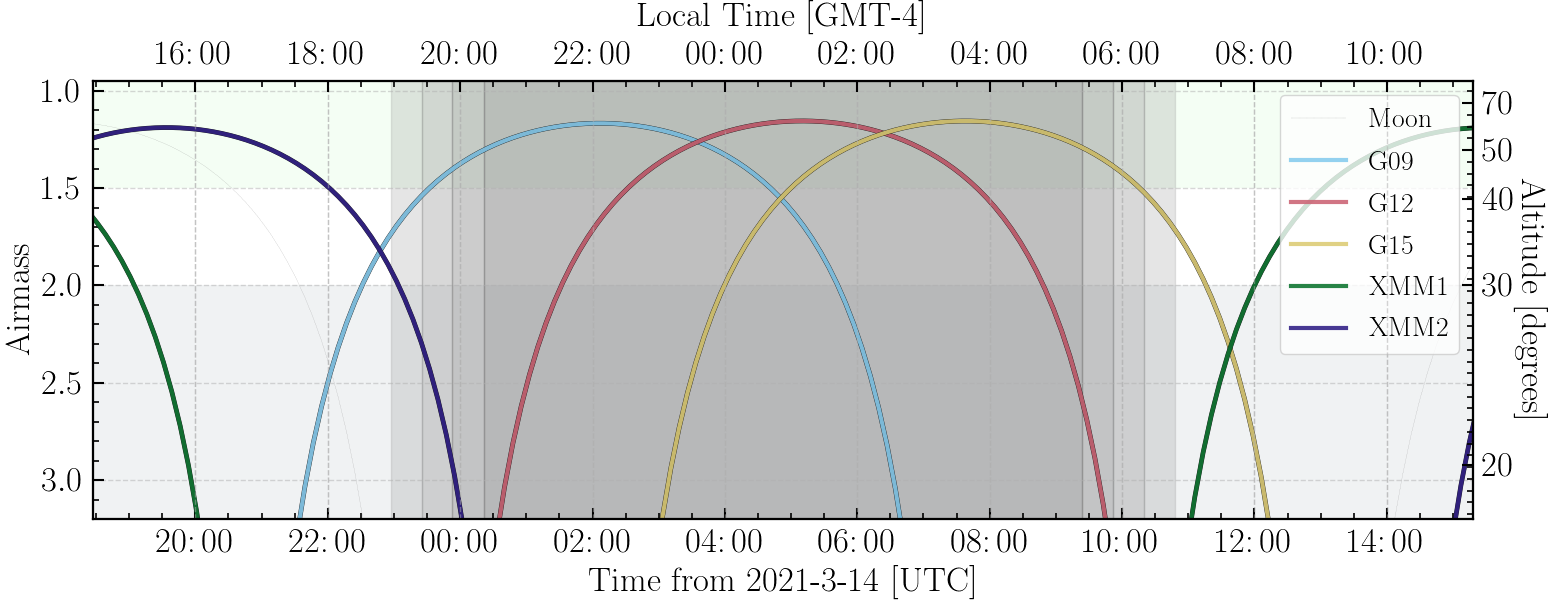 Local Time [GMT-4]
16:00 18:00 20:00 22:00 00:00 02:00 04:00 06:00 08:00 10:00
1.0
1.5
2.0
2.5
3.0
Airmass
70
50
40
30
20
Altitude [degrees]
Moon
G09
G12
G15
XMM1
XMM2
20:00 22:00 00:00 02:00 04:00 06:00 08:00 10:00 12:00 14:00
Time from 2021-3-14 [UTC]